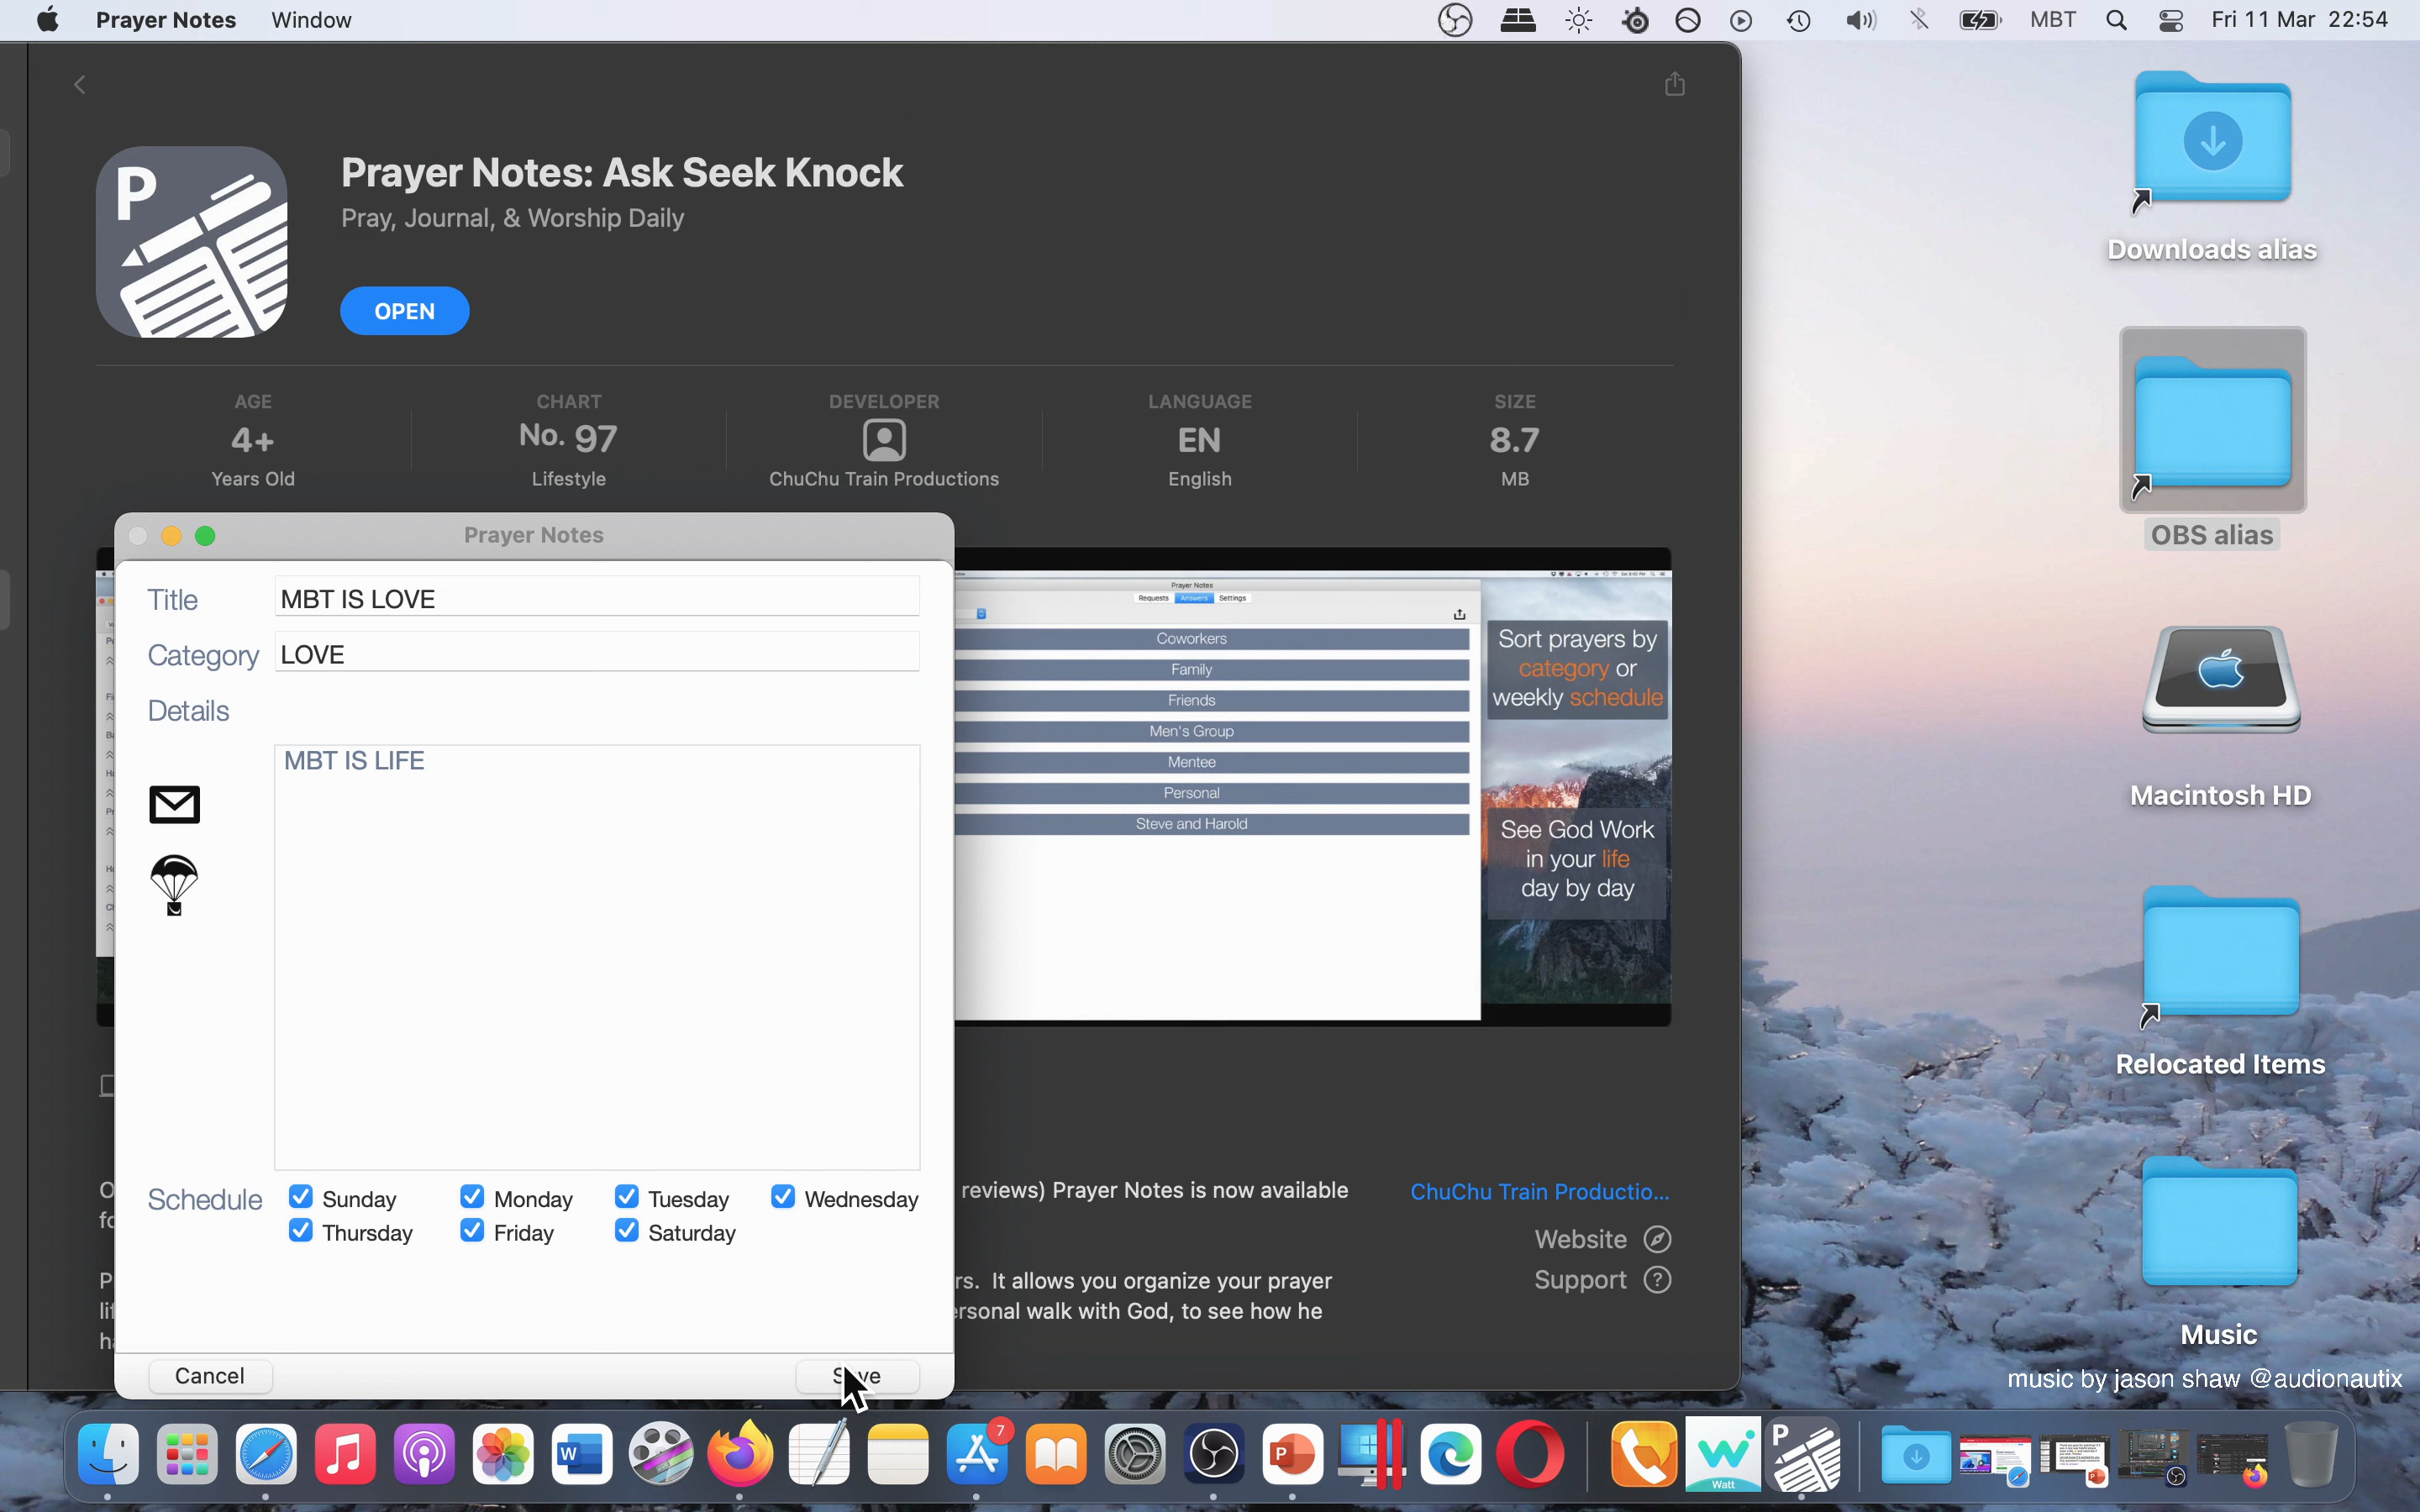 Prayer Notes Window MBT Fri 11 Mar 22:54
P
Prayer Notes: Ask Seek Knock
Pray, Journal, & Worship Daily
OPEN
AGE CHART DEVELOPER LANGUAGE SIZE
4+ No. 97 EN 8.7
Years Old Lifestyle ChuChu Train Productions English MB
Prayer Notes
Title MBT IS LOVE
Category LOVE
Details
MBT IS LIFE
Schedule Sunday Monday Tuesday Wednesday
Thursday Friday Saturday
Cancel
Prayer Notes
Requests Answers Settings
Coworkers
Family
Friends
Men's Group
Mentee
Personal
Steve and Harold
Sort prayers by
category or
weekly schedule
See God Work
in your life
day by day
reviews) Prayer Notes is now available
It allows you organize your prayer
walk with God, to see how he
ChuChu Train Productio...
Website
Support
Downloads alias
OBS alias
Macintosh HD
Relocated Items
Music
music by jason shaw @audionautix
W
7
P
Watt
P